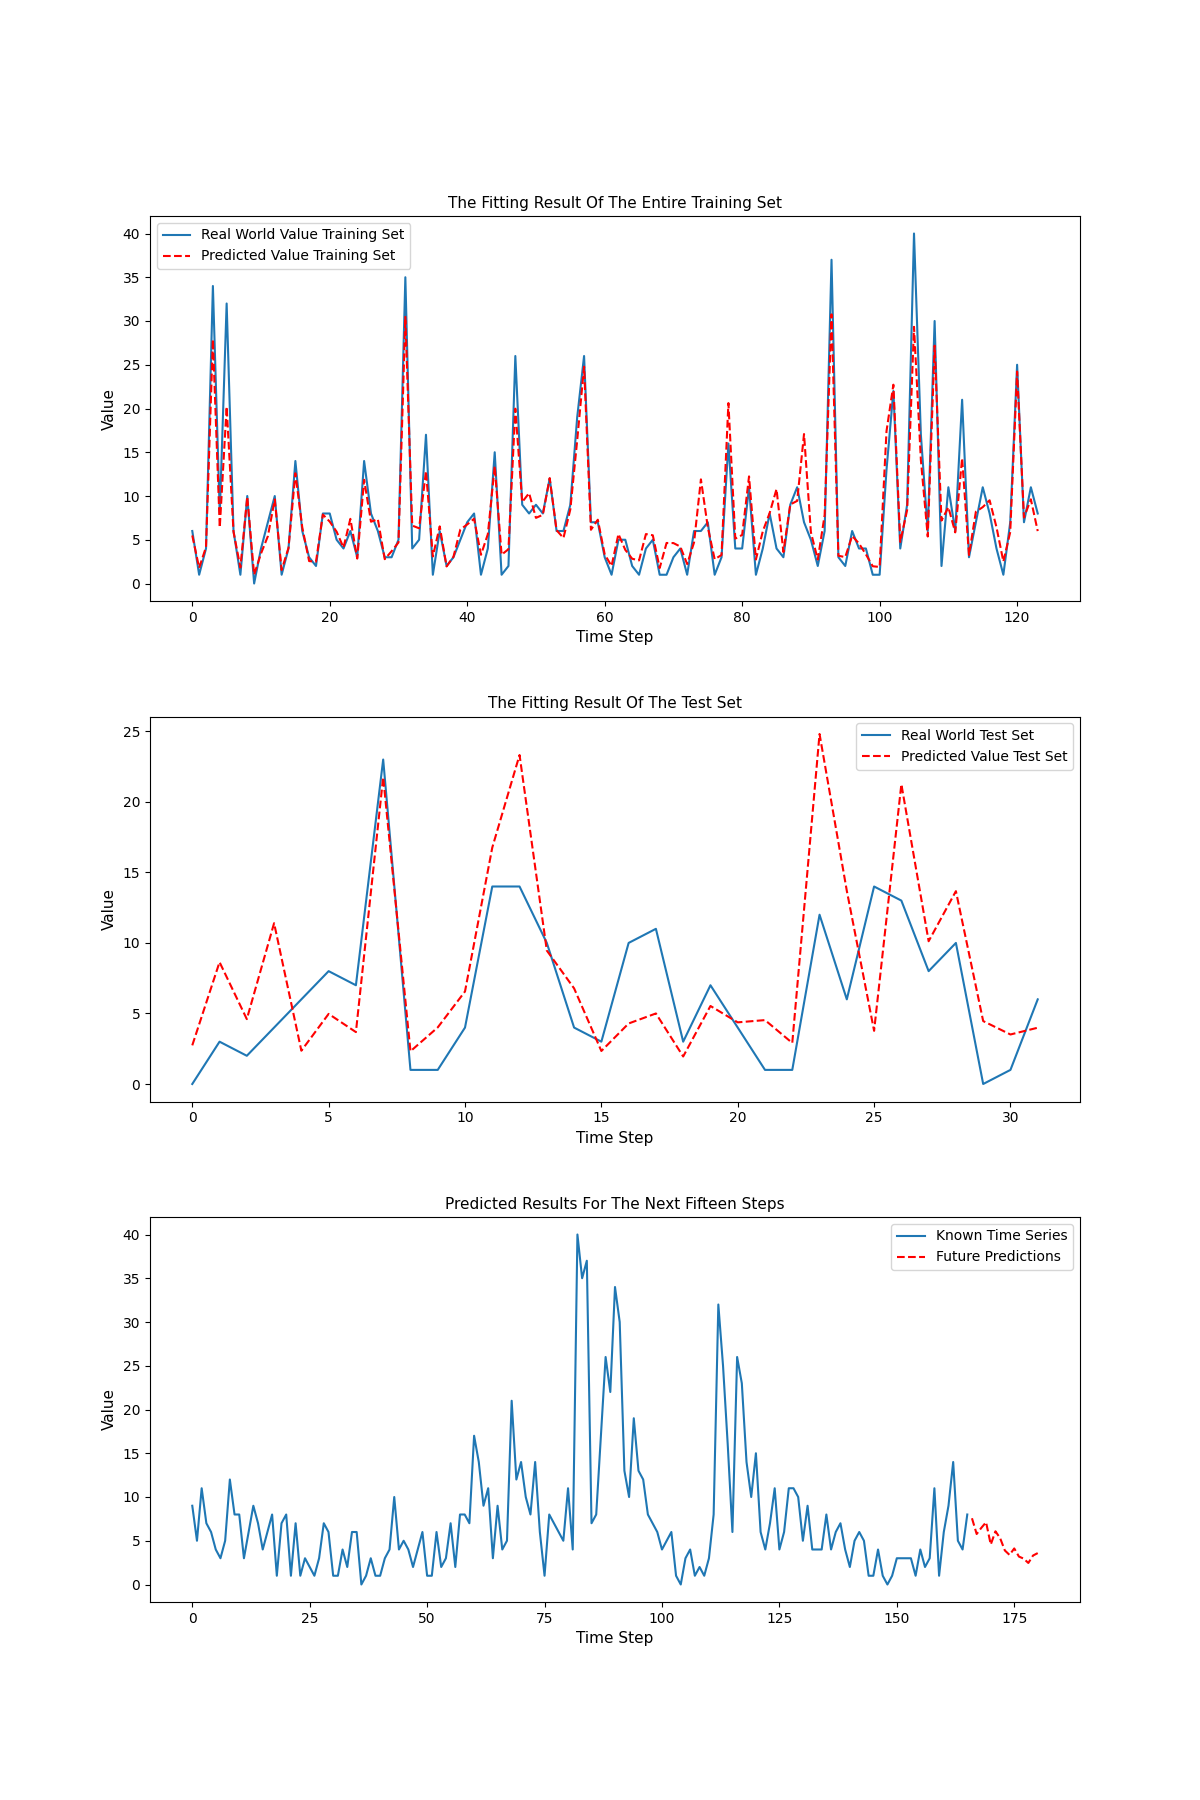 The Fitting Result Of The Entire Training Set
Real World Value Training Set
Predicted Value Training Set
Value
40
35
30
25
20
15
10
5
0
0 20 40 60 80 100 120
Time Step
The Fitting Result Of The Test Set
Real World Test Set
Predicted Value Test Set
Value
25
20
15
10
5
0
0 5 10 15 20 25 30
Time Step
Predicted Results For The Next Fifteen Steps
Known Time Series
Future Predictions
Value
40
35
30
25
20
15
10
5
0
0 25 50 75 100 125 150 175
Time Step